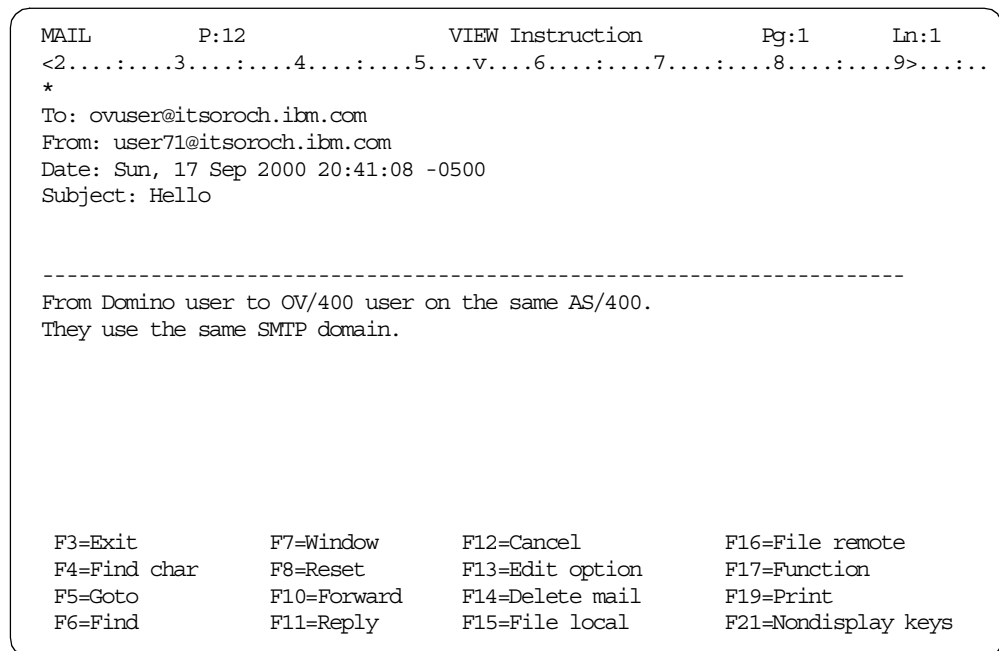 MAIL P:12 VIEW Instruction Pg:1 Ln:1
<2....:....3....:....4....:....5....v....6....:....7....:....8....:....9>...:..
*
To: ovuser@itsoroch.ibm.com
From: user71@itsoroch.ibm.com
Date: Sun, 17 Sep 2000 20:41:08 -0500
Subject: Hello
------------------------------------------------------------------------
From Domino user to OV/400 user on the same AS/400.
They use the same SMTP domain.
F3=Exit F7=Window F12=Cancel F16=File remote
F4=Find char F8=Reset F13=Edit option F17=Function
F5=Goto F10=Forward F14=Delete mail F19=Print
F6=Find F11=Reply F15=File local F21=Nondisplay keys